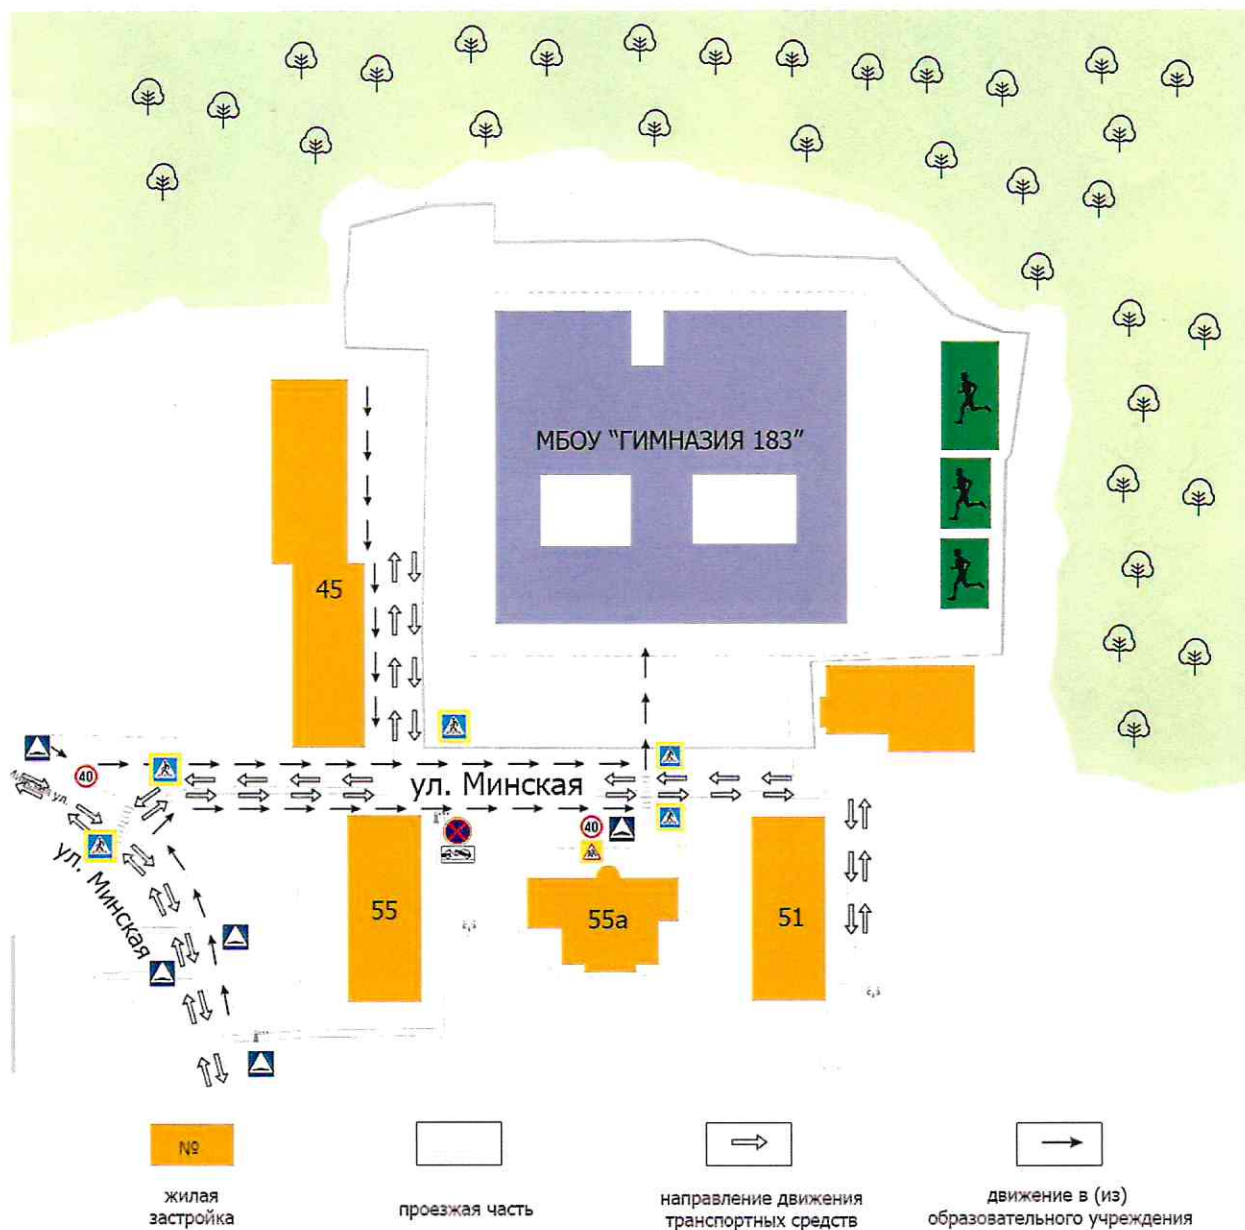 МБОУ “ГИМНАЗИЯ 183”
45
40
ул. Минская
ул.
40
ул. Минская
55
55а
51
№
жилая
застройка
проезжая часть
направление движения
транспортных средств
движение в (из)
образовательного учреждения